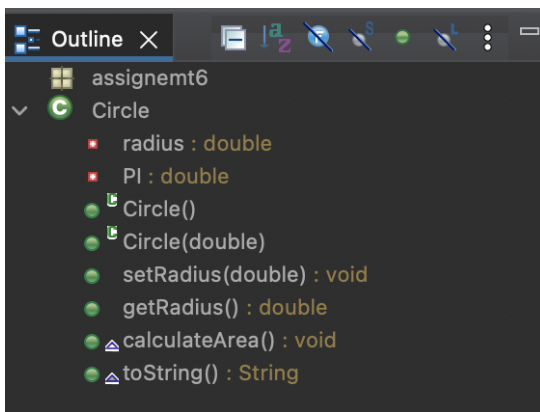 Outline
assignemt6
Circle
radius : double
PI : double
Circle()
Circle(double)
setRadius(double) : void
getRadius() : double
calculateArea() : void
toString() : String